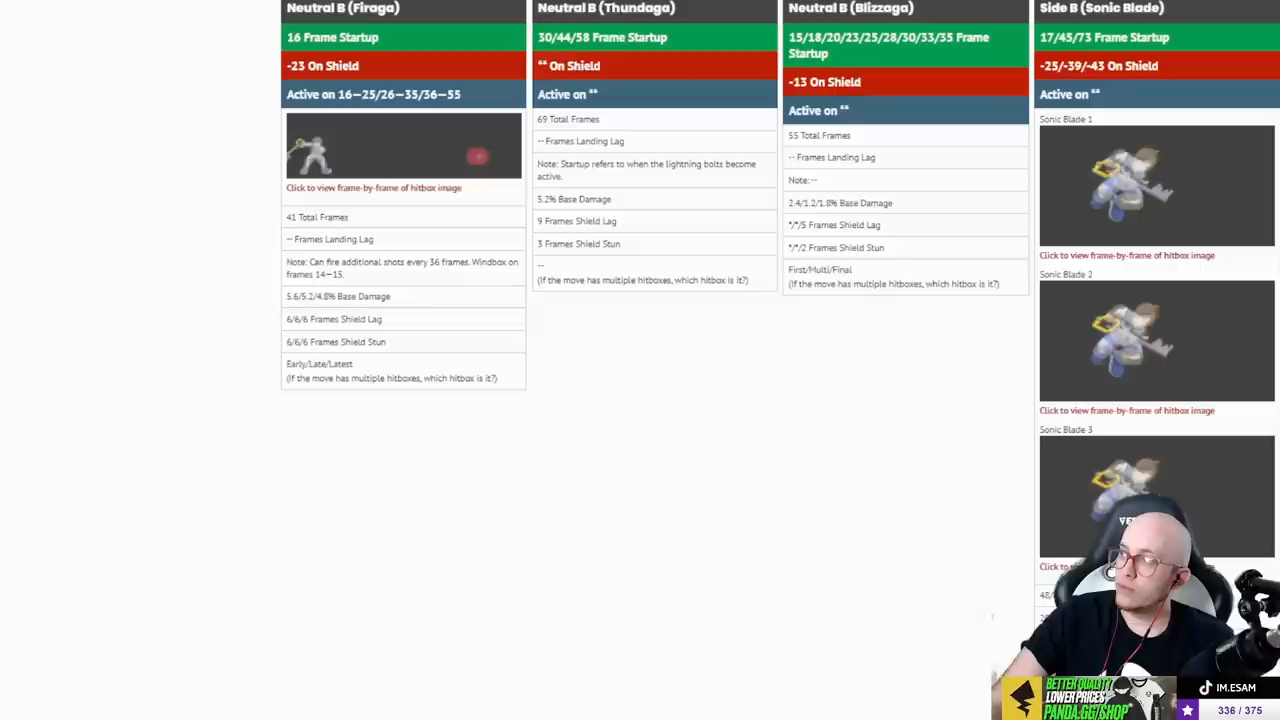 Neutral B (Firaga)
16 Frame Startup
-23 On Shield
Active on 16—25/26—35/36—55
Click to view frame-by-frame of hitbox image
41 Total Frames
-- Frames Landing Lag
Note: Can fire additional shots every 36 frames. Windbox on
frames 14—15.
5.6/5.2/4.8% Base Damage
6/6/6 Frames Shield Lag
6/6/6 Frames Shield Stun
Early/Late/Latest
(If the move has multiple hitboxes, which hitbox is it?)
Neutral B (Thundaga)
30/44/58 Frame Startup
** On Shield
Active on **
69 Total Frames
-- Frames Landing Lag
Note: Startup refers to when the lightning bolts become
active.
5.2% Base Damage
9 Frames Shield Lag
3 Frames Shield Stun
--
(If the move has multiple hitboxes, which hitbox is it?)
Neutral B (Blizzaga)
15/18/20/23/25/28/30/33/35 Frame
Startup
-13 On Shield
Active on **
55 Total Frames
-- Frames Landing Lag
Note: --
2.4/1.2/1.8% Base Damage
*/*/5 Frames Shield Lag
*/*/2 Frames Shield Stun
First/Multi/Final
(If the move has multiple hitboxes, which hitbox is it?)
Side B (Sonic Blade)
17/45/73 Frame Startup
-25/-39/-43 On Shield
Active on **
Sonic Blade 1
Click to view frame-by-frame of hitbox image
Sonic Blade 2
Click to view frame-by-frame of hitbox image
Sonic Blade 3
Click to
BETTER QUALITY
LOWER PRICES
PANDA.GG/SHOP
IM.ESAM
336 / 375